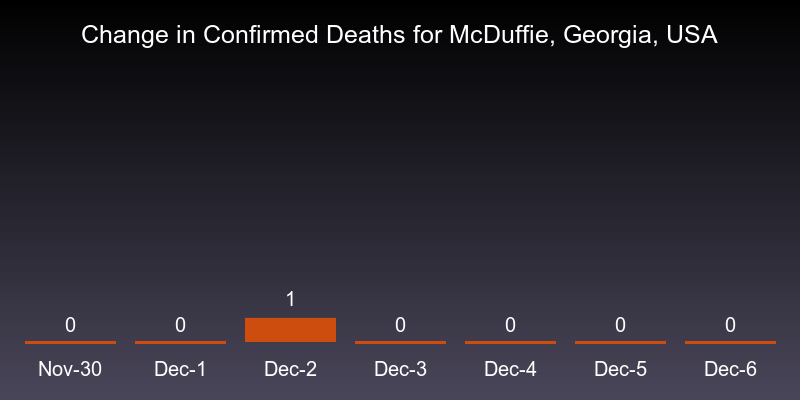 Change in Confirmed Deaths for McDuffie, Georgia, USA
1
0 0 0 0 0 0
Nov-30 Dec-1 Dec-2 Dec-3 Dec-4 Dec-5 Dec-6